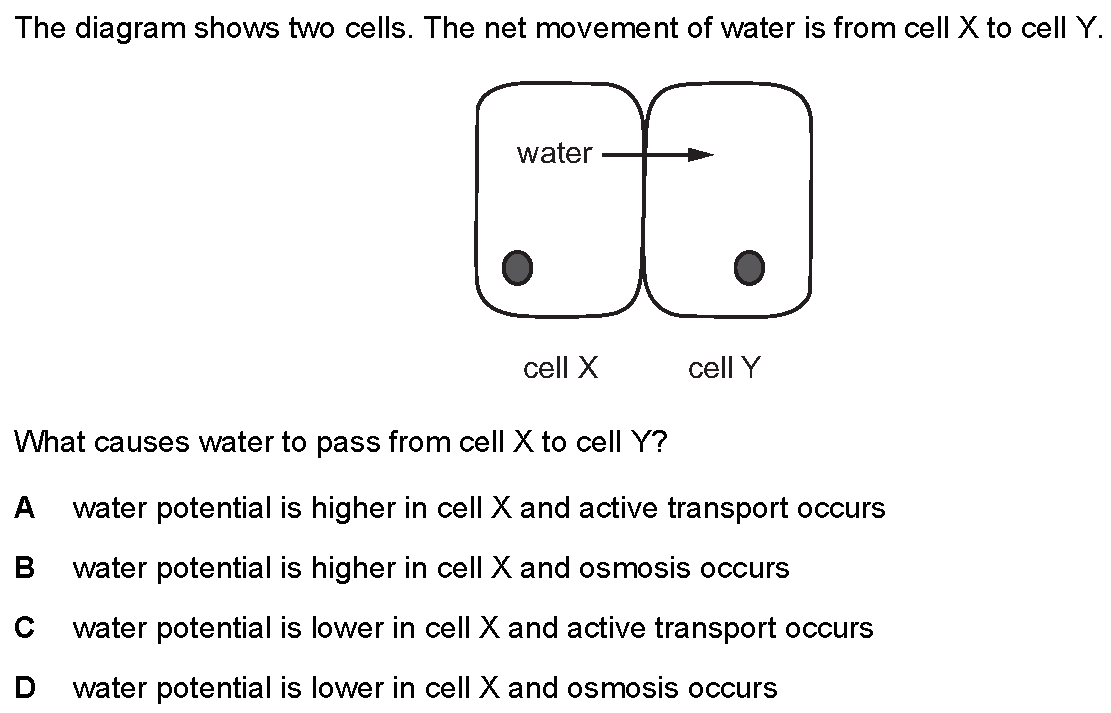 The diagram shows two cells. The net movement of water is from cell X to cell Y.
water
cell X cell Y
What causes water to pass from cell X to cell Y?
A water potential is higher in cell X and active transport occurs
B water potential is higher in cell X and osmosis occurs
C water potential is lower in cell X and active transport occurs
D water potential is lower in cell X and osmosis occurs